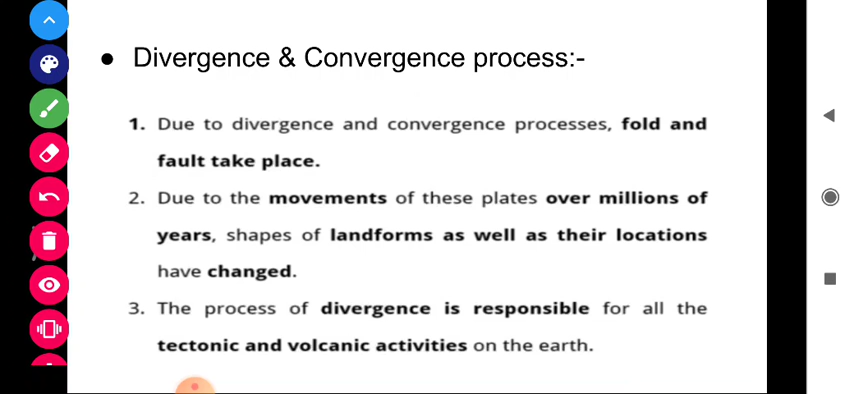 ● Divergence & Convergence process:-
1. Due to divergence and convergence processes, fold and
fault take place.
2. Due to the movements of these plates over millions of
years, shapes of landforms as well as their locations
have changed.
3. The process of divergence is responsible for all the
tectonic and volcanic activities on the earth.